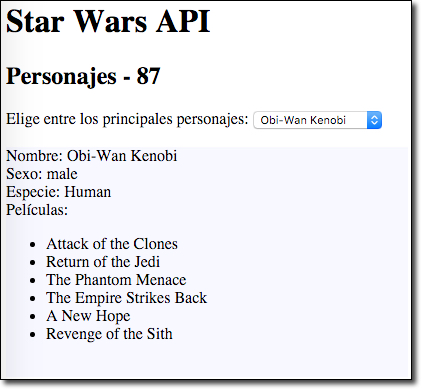 Star Wars API
Personajes - 87
Elige entre los principales personajes: Obi-Wan Kenobi
Nombre: Obi-Wan Kenobi
Sexo: male
Especie: Human
Películas:
Attack of the Clones
Return of the Jedi
The Phantom Menace
The Empire Strikes Back
A New Hope
Revenge of the Sith